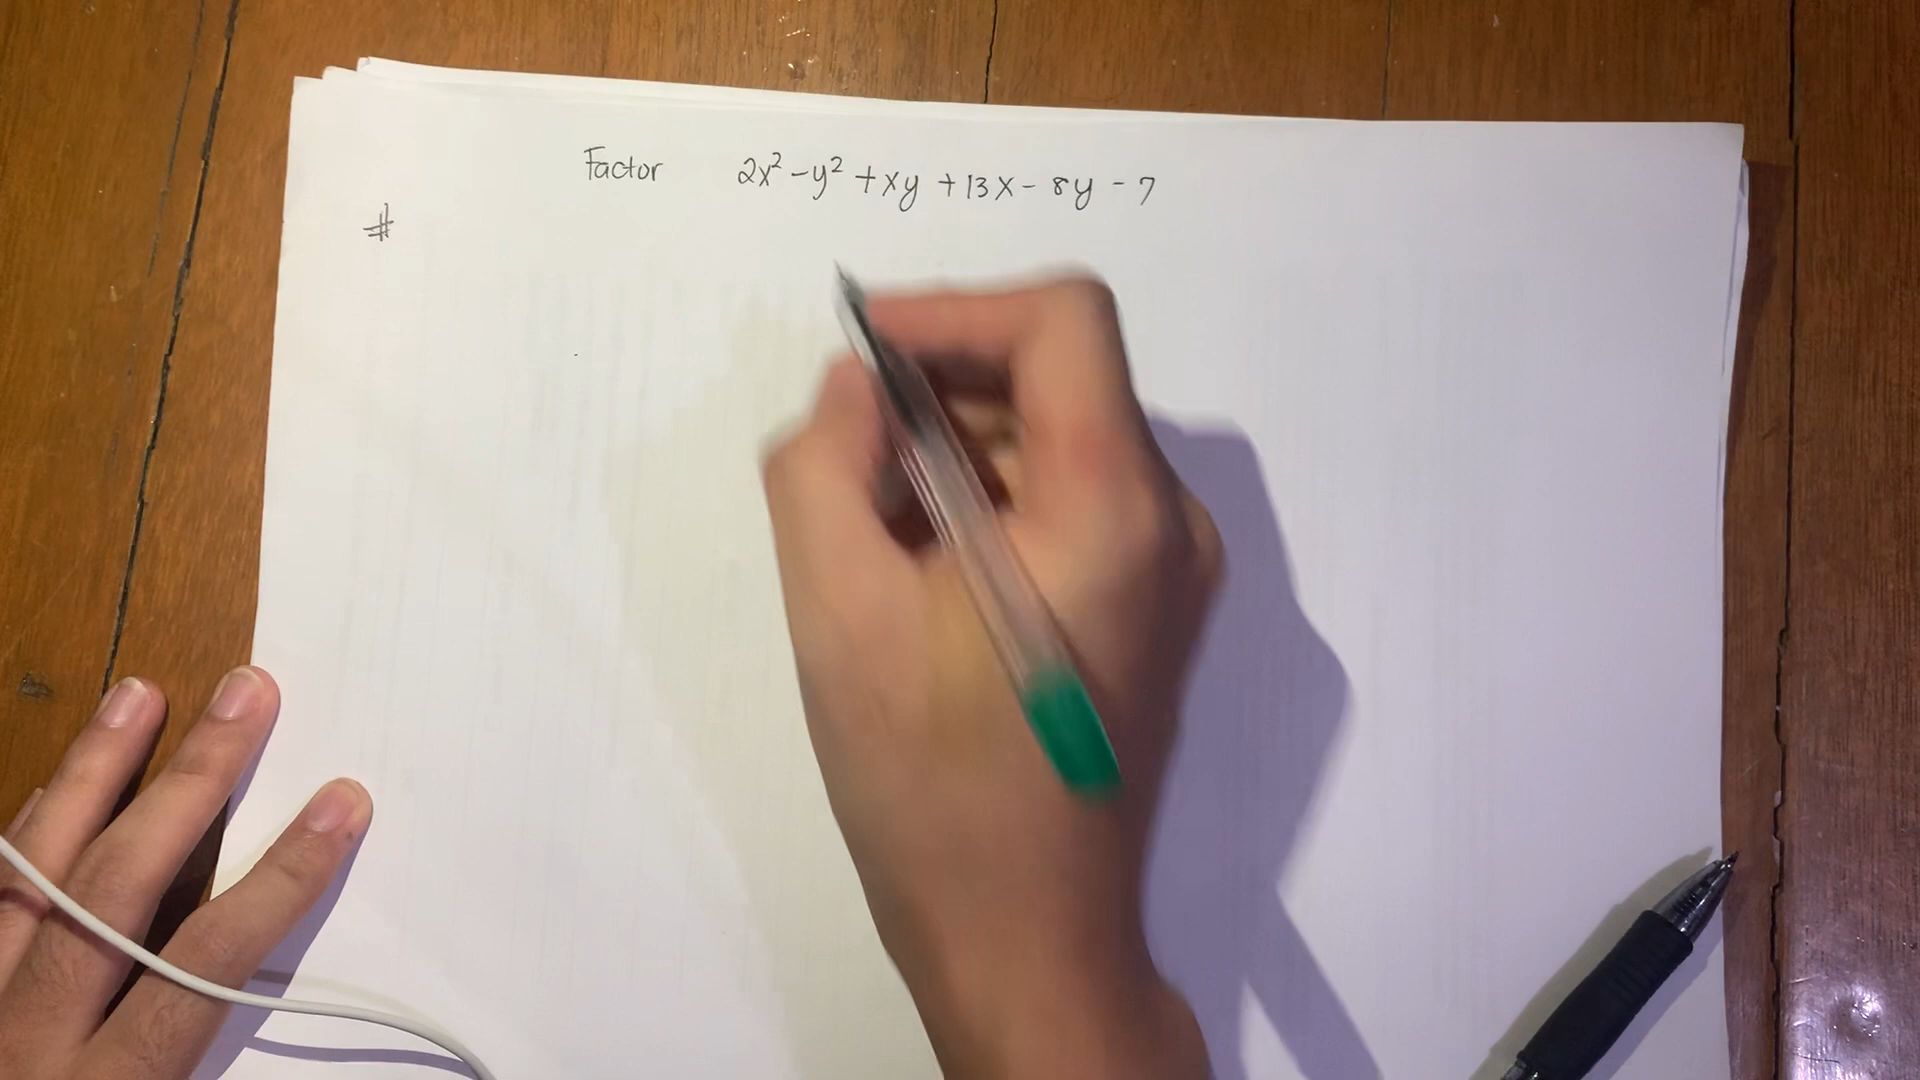 Factor 2x² - y² + xy + 13x - 8y - 7
#